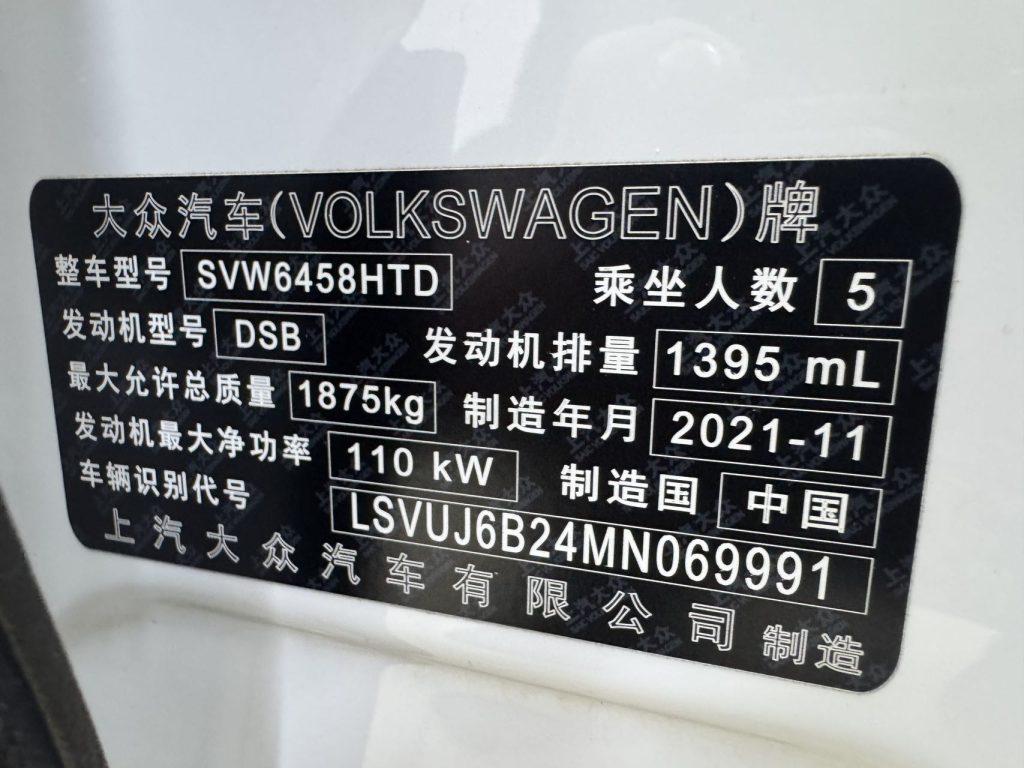 大众汽车(VOLKSWAGEN)牌
整车型号 SVW6458HTD 乘坐人数 5
发动机型号 DSB 发动机排量 1395 mL
最大允许总质量 1875kg 制造年月 2021-11
发动机最大净功率 110 kW 制造国 中国
车辆识别代号 LSVUJ6B24MN069991
上汽大众汽车有限公司制造